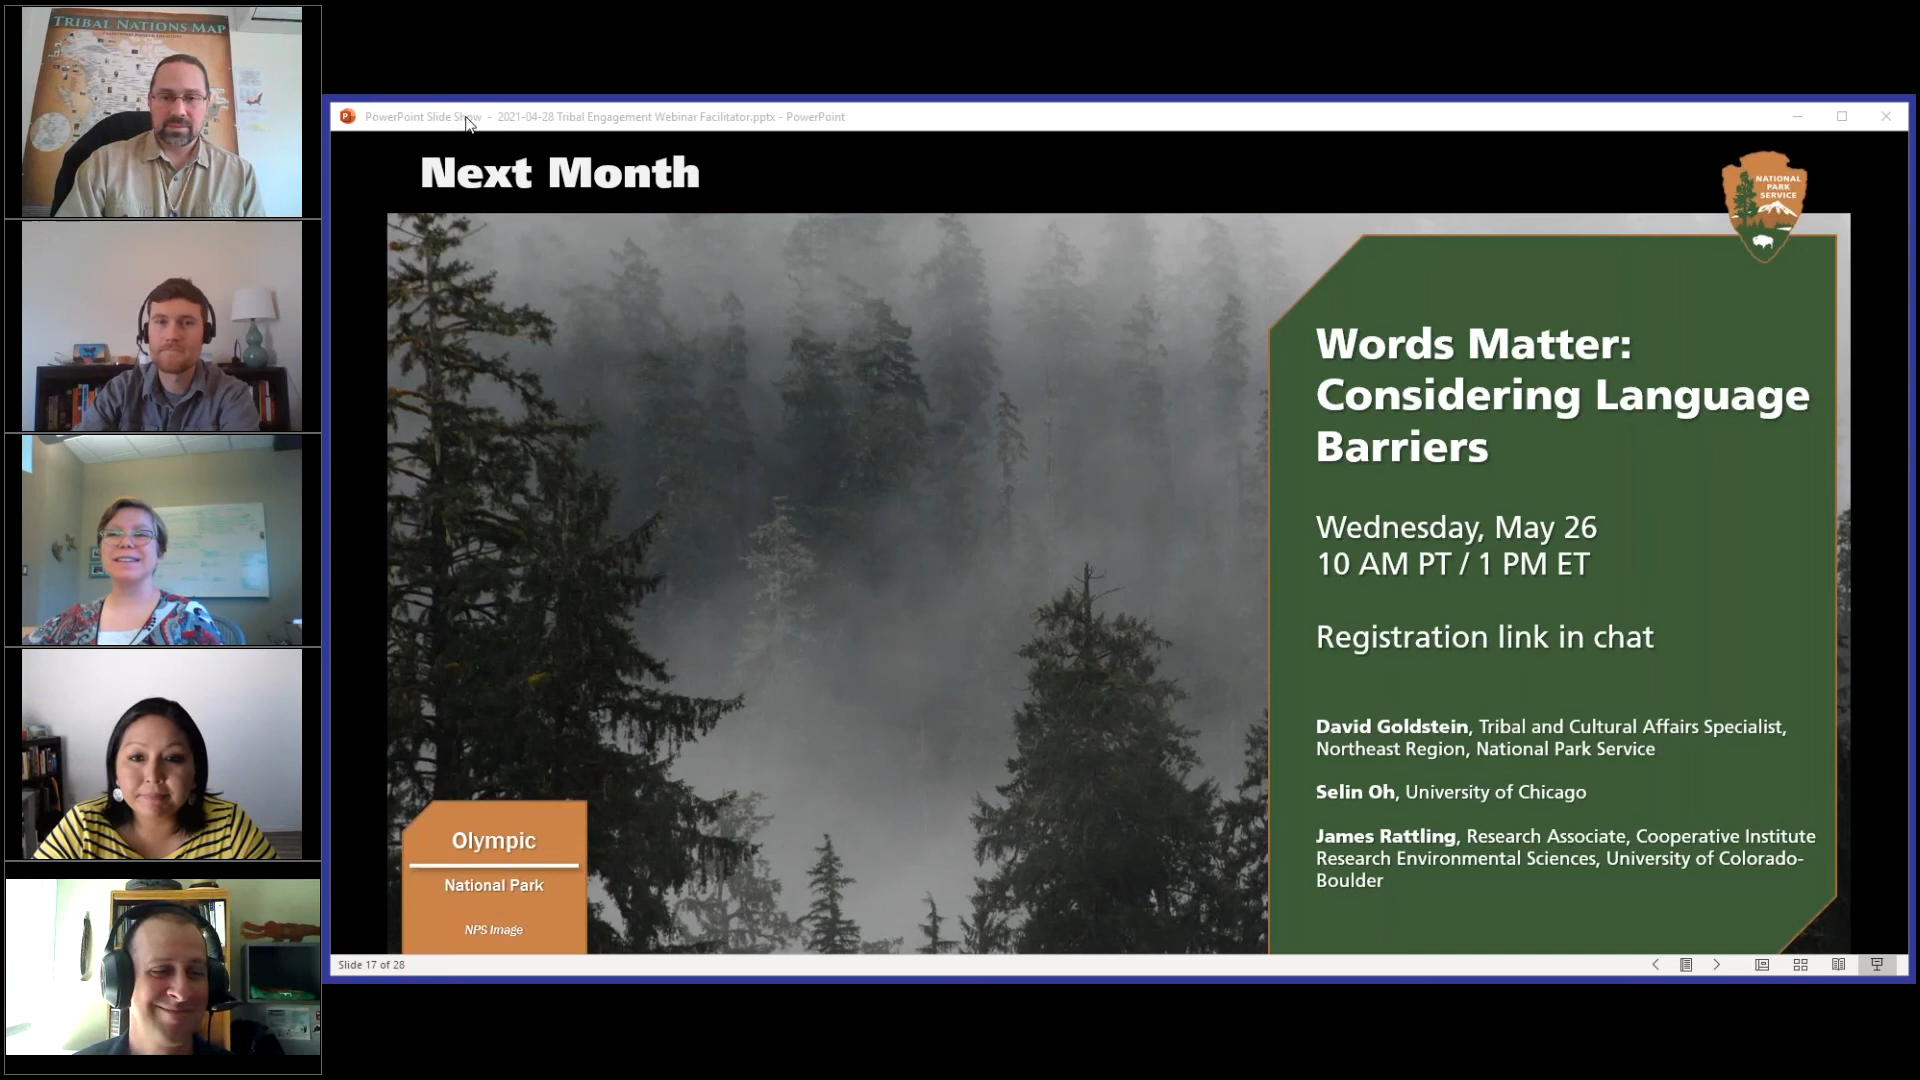 TRIBAL NATIONS MAP
PowerPoint Slide Show - 2021-04-28 Tribal Engagement Webinar Facilitator.pptx - PowerPoint
Next Month
NATIONAL
PARK
SERVICE
Words Matter:
Considering Language
Barriers
Wednesday, May 26
10 AM PT / 1 PM ET
Registration link in chat
David Goldstein, Tribal and Cultural Affairs Specialist,
Northeast Region, National Park Service
Selin Oh, University of Chicago
James Rattling, Research Associate, Cooperative Institute
Research Environmental Sciences, University of Colorado-
Boulder
Olympic
National Park
NPS Image
Slide 17 of 28